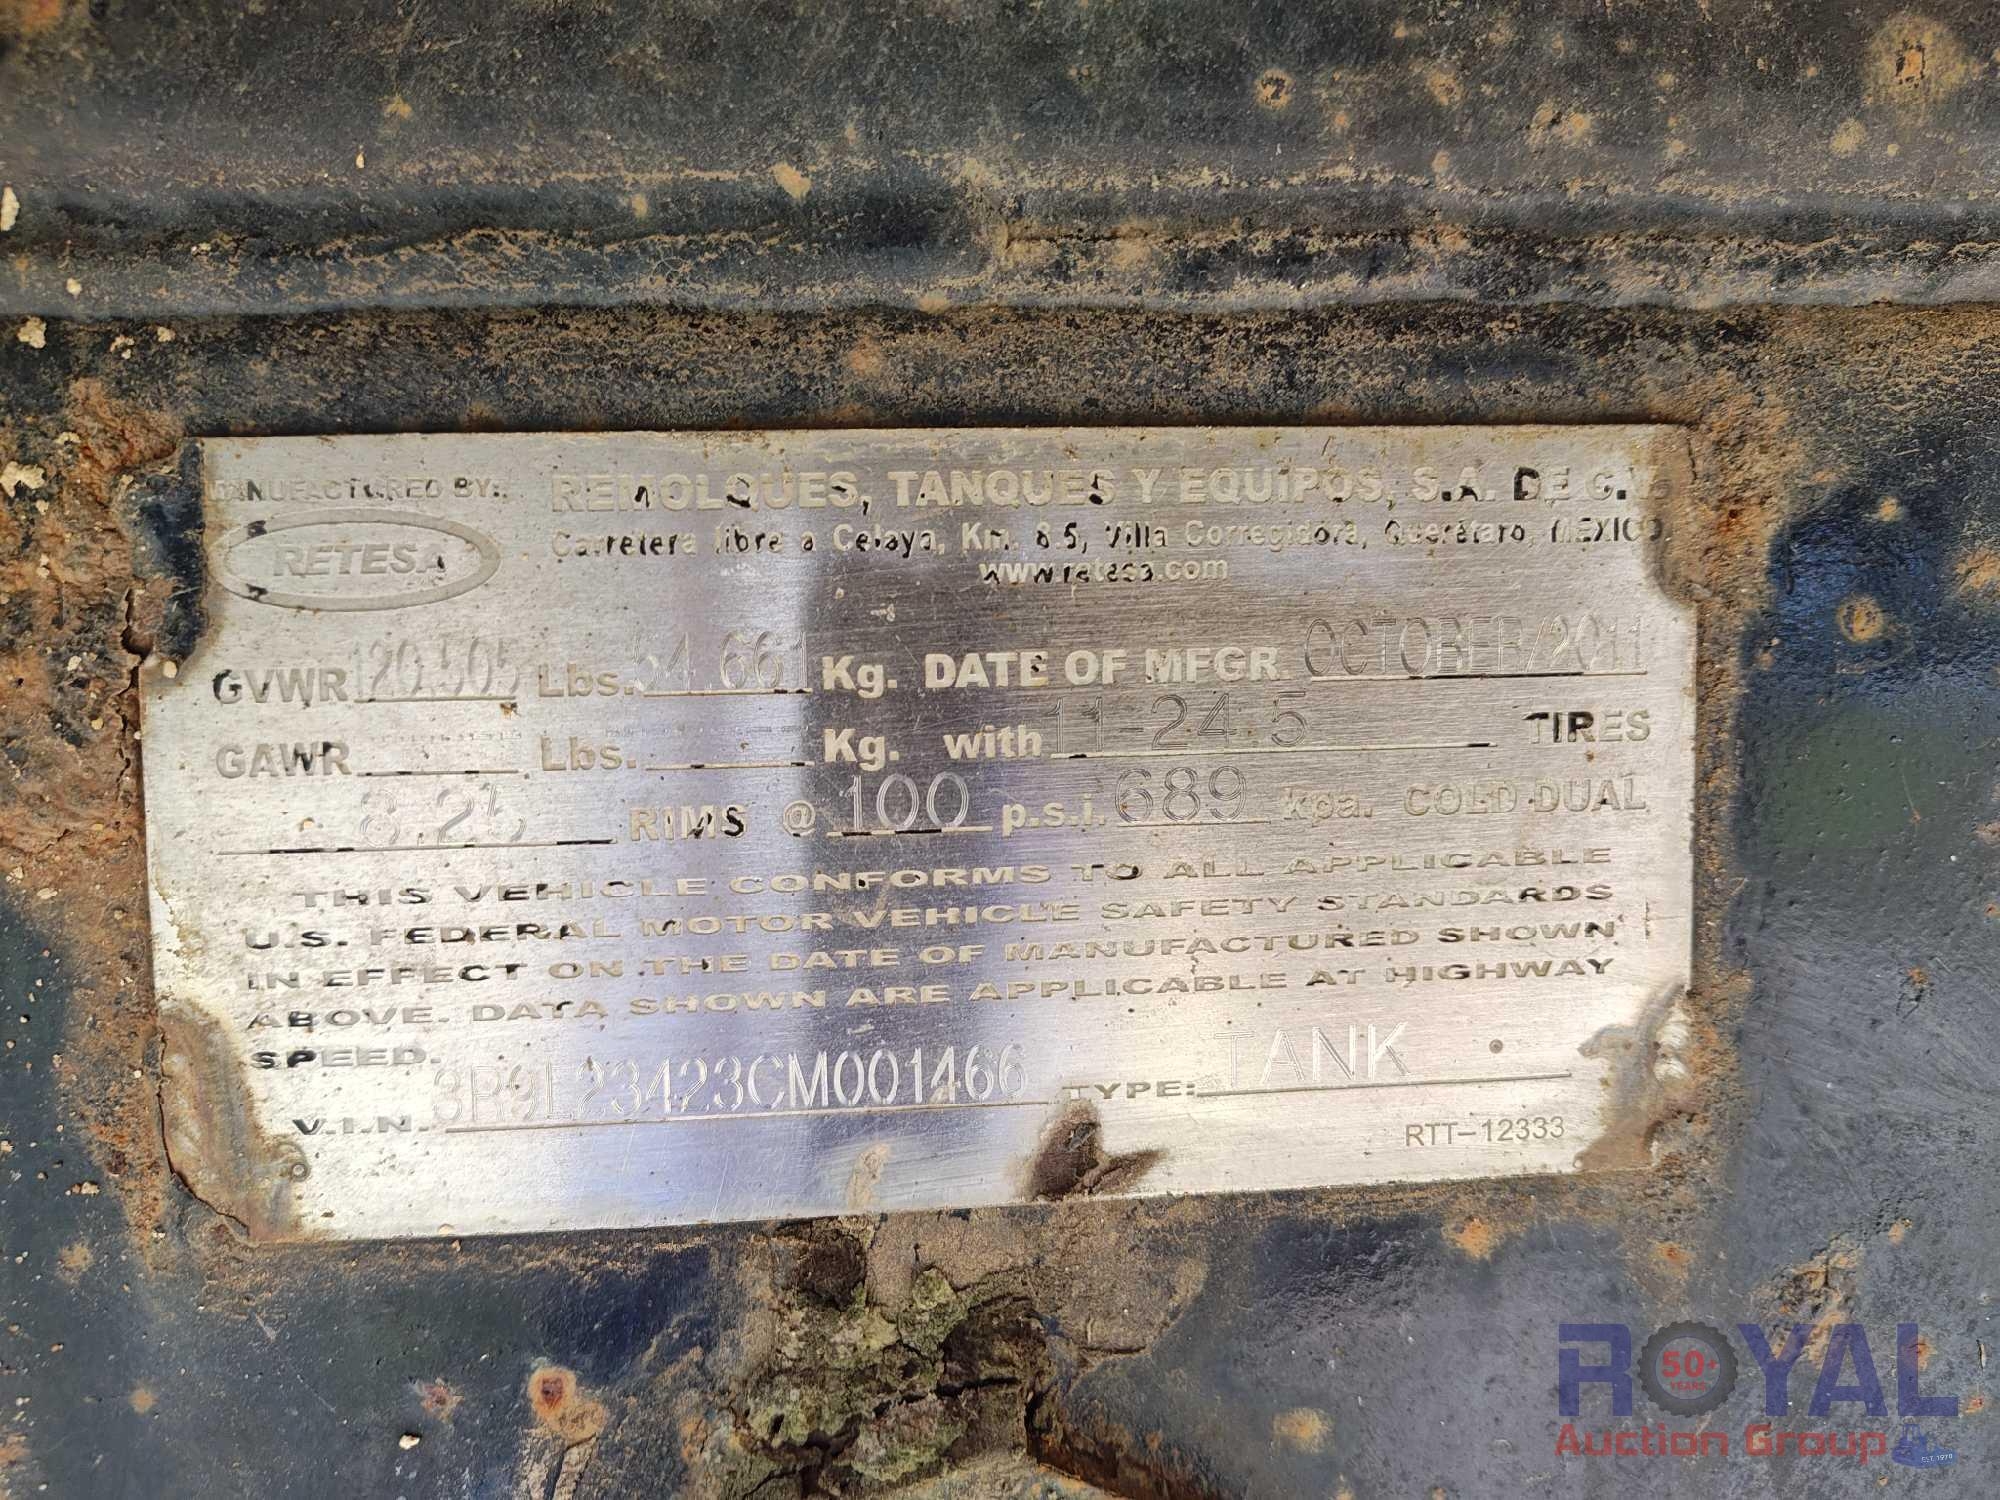 MANUFACTURED BY: REMOLQUES, TANQUES Y EQUIPOS, S.A. DE C.V.
RETESA Carretera libre a Celaya, Km. 8.5, Villa Corregidora, Querétaro, MEXICO
www.retesa.com
GVWR 120,505 Lbs. 54,661 Kg. DATE OF MFGR. OCTOBER/2011
GAWR Lbs. Kg. with 11-24.5 TIRES
8.25 RIMS @ 100 p.s.i. 689 kpa. COLD DUAL
THIS VEHICLE CONFORMS TO ALL APPLICABLE
U.S. FEDERAL MOTOR VEHICLE SAFETY STANDARDS
IN EFFECT ON THE DATE OF MANUFACTURED SHOWN
ABOVE. DATA SHOWN ARE APPLICABLE AT HIGHWAY
SPEED.
V.I.N. 3R9L23423CM001466 TYPE: TANK
RTT-12333
ROYAL
50+ YEARS
Auction Group
EST. 1970